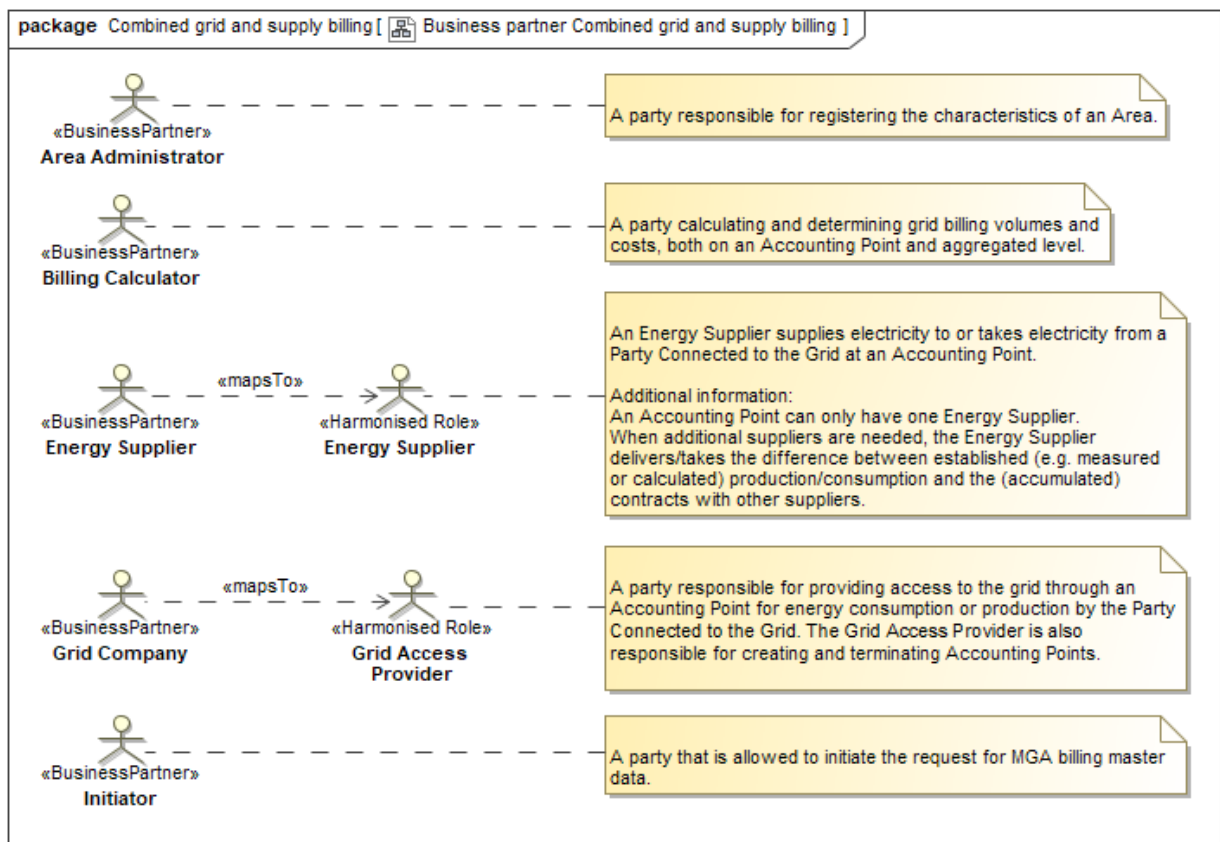 package Combined grid and supply billing [ Business partner Combined grid and supply billing ]
«BusinessPartner»
Area Administrator
A party responsible for registering the characteristics of an Area.
«BusinessPartner»
Billing Calculator
A party calculating and determining grid billing volumes and
costs, both on an Accounting Point and aggregated level.
«mapsTo»
«BusinessPartner»
Energy Supplier
«Harmonised Role»
Energy Supplier
An Energy Supplier supplies electricity to or takes electricity from a
Party Connected to the Grid at an Accounting Point.
Additional information:
An Accounting Point can only have one Energy Supplier.
When additional suppliers are needed, the Energy Supplier
delivers/takes the difference between established (e.g. measured
or calculated) production/consumption and the (accumulated)
contracts with other suppliers.
«mapsTo»
«BusinessPartner»
Grid Company
«Harmonised Role»
Grid Access
Provider
A party responsible for providing access to the grid through an
Accounting Point for energy consumption or production by the Party
Connected to the Grid. The Grid Access Provider is also
responsible for creating and terminating Accounting Points.
«BusinessPartner»
Initiator
A party that is allowed to initiate the request for MGA billing master
data.